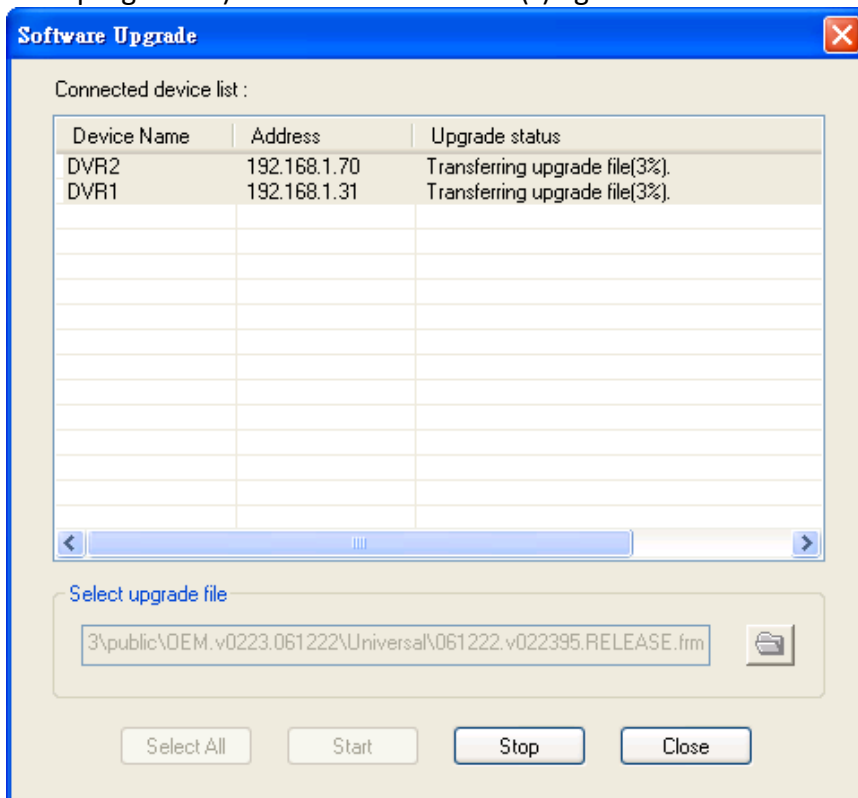 Software Upgrade
Connected device list :
Device Name Address Upgrade status
DVR2 192.168.1.70 Transferring upgrade file(3%).
DVR1 192.168.1.31 Transferring upgrade file(3%).
Select upgrade file
3\public\OEM.v0223.061222\Universal\061222.v022395.RELEASE.frm
Select All Start Stop Close